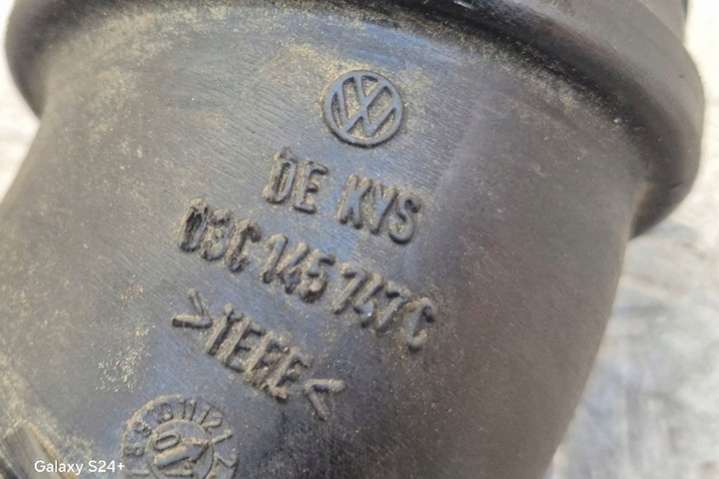 DE KVS
03C 145 747 C
>TEEE<
Galaxy S24+